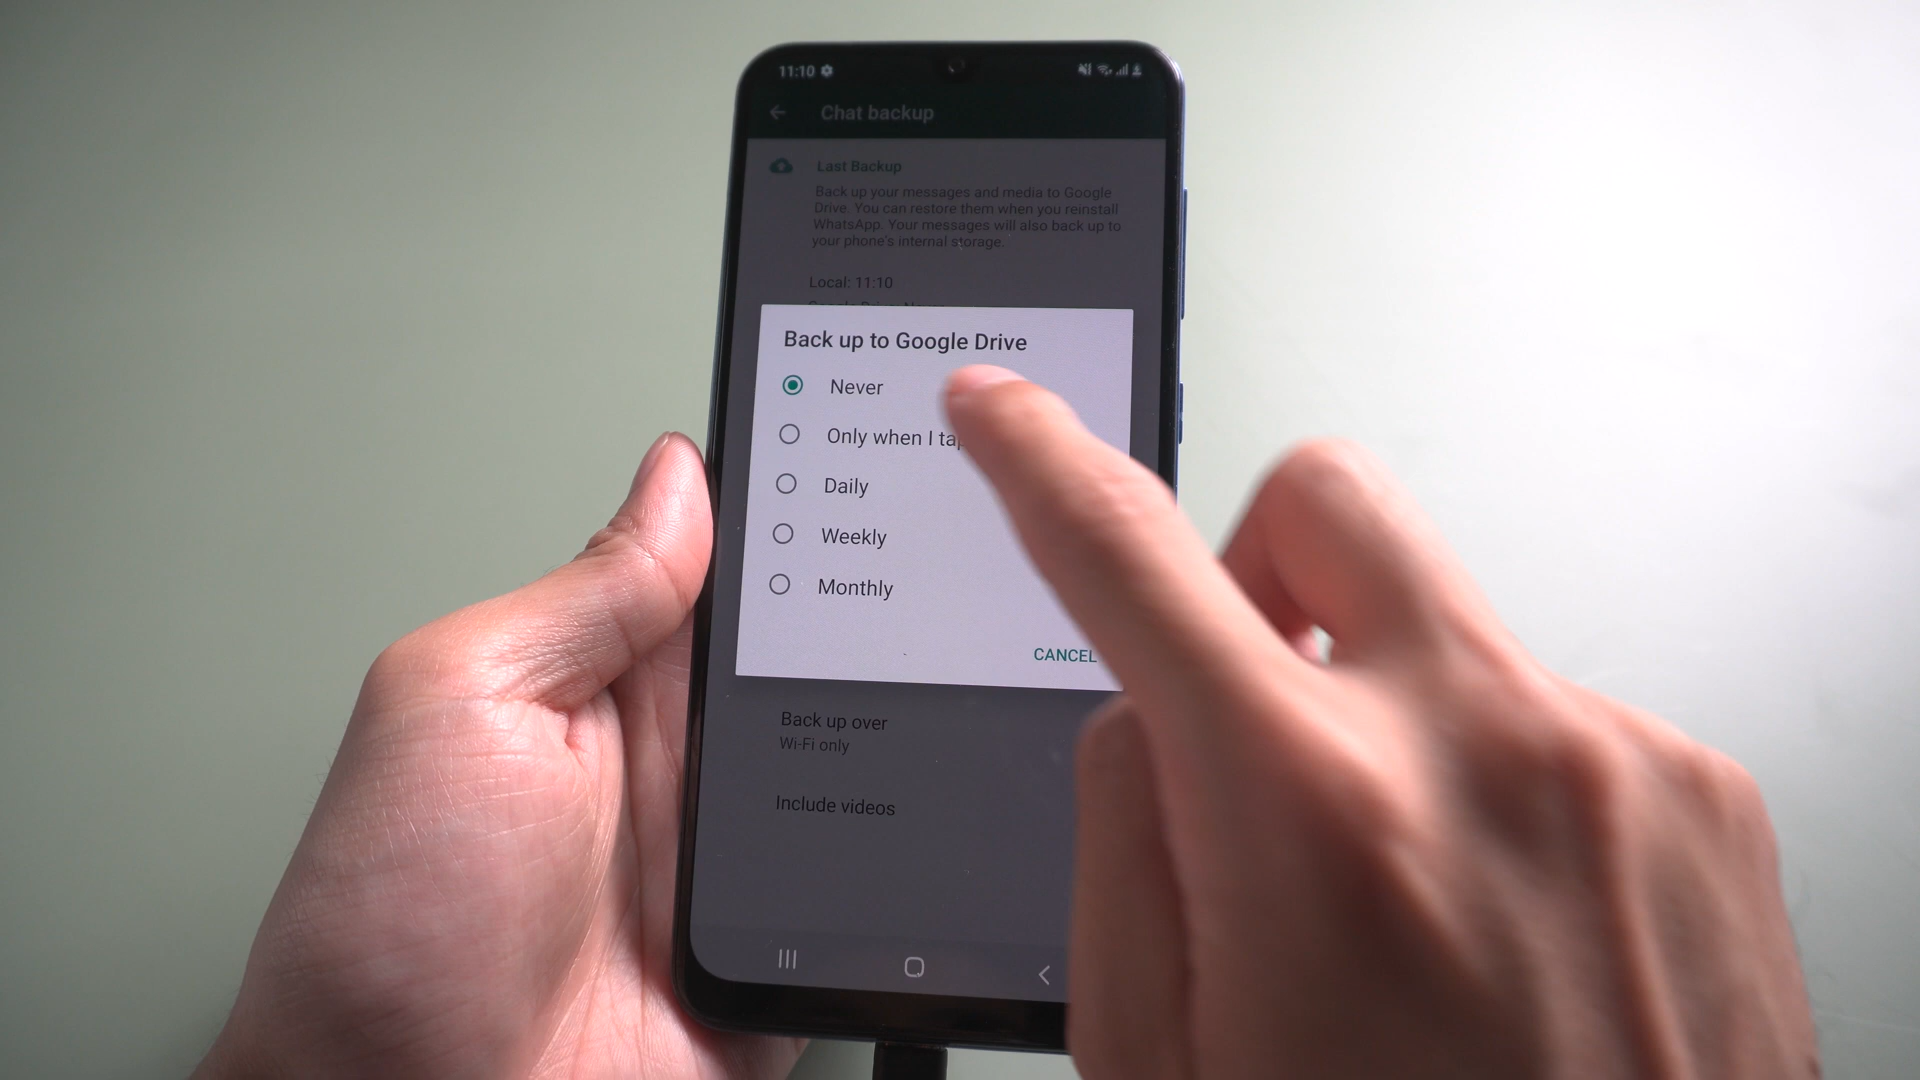 11:10
Chat backup
Last Backup
Back up your messages and media to Google
Drive. You can restore them when you reinstall
WhatsApp. Your messages will also back up to
your phone's internal storage.
Local: 11:10
Back up to Google Drive
Never
Only when I tap
Daily
Weekly
Monthly
CANCEL
Back up over
Wi-Fi only
Include videos